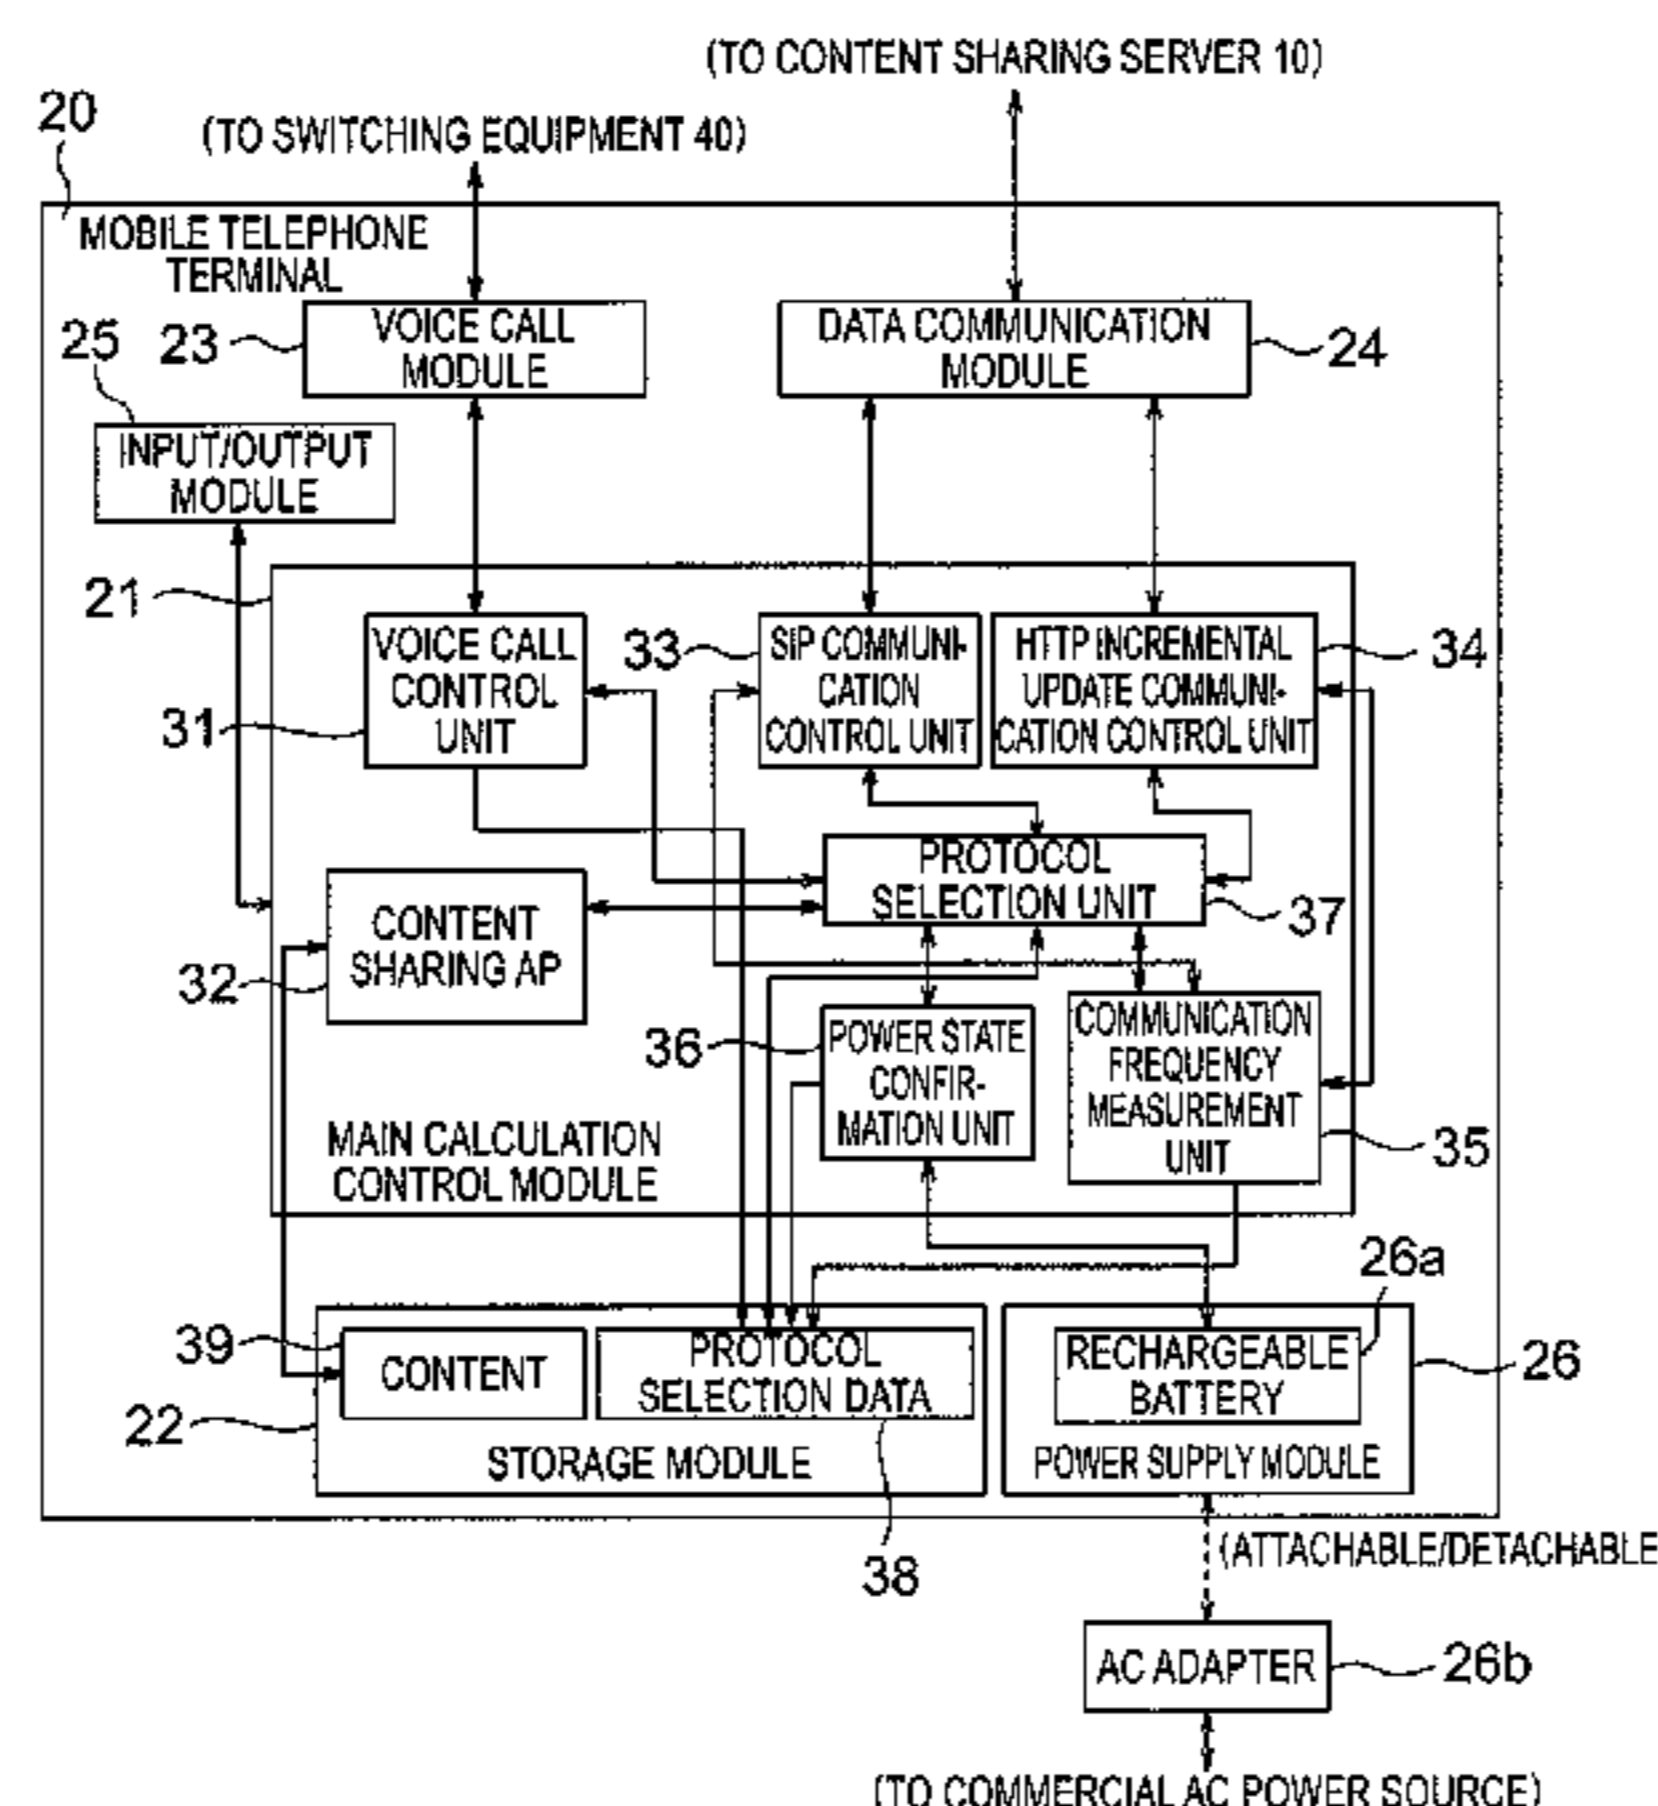 (TO CONTENT SHARING SERVER 10)
20
(TO SWITCHING EQUIPMENT 40)
MOBILE TELEPHONE
TERMINAL
25
23
VOICE CALL
MODULE
DATA COMMUNICATION
MODULE
24
INPUT/OUTPUT
MODULE
21
VOICE CALL
CONTROL
UNIT
31
33
SIP COMMUNI-
CATION
CONTROL UNIT
HTTP INCREMENTAL
UPDATE COMMUNI-
CATION CONTROL UNIT
34
PROTOCOL
SELECTION UNIT
37
CONTENT
SHARING AP
32
36
POWER STATE
CONFIR-
MATION UNIT
COMMUNICATION
FREQUENCY
MEASUREMENT
UNIT
35
MAIN CALCULATION
CONTROL MODULE
26a
39
CONTENT
PROTOCOL
SELECTION DATA
RECHARGEABLE
BATTERY
26
22
STORAGE MODULE
POWER SUPPLY MODULE
38
(ATTACHABLE/DETACHABLE
AC ADAPTER
26b
(TO COMMERCIAL AC POWER SOURCE)